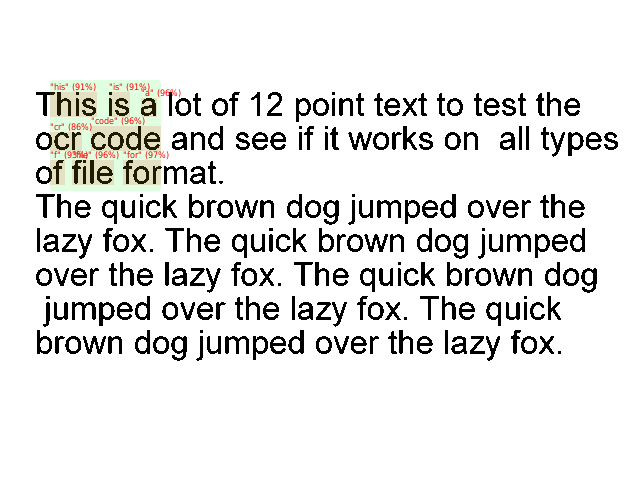 "his" (91%) "is" (91%) "a" (96%)
This is a lot of 12 point text to test the
"cr" (86%) "code" (96%)
ocr code and see if it works on  all types
"f" (93%) "file" (96%) "for" (97%)
of file format.
The quick brown dog jumped over the
lazy fox. The quick brown dog jumped
over the lazy fox. The quick brown dog
jumped over the lazy fox. The quick
brown dog jumped over the lazy fox.